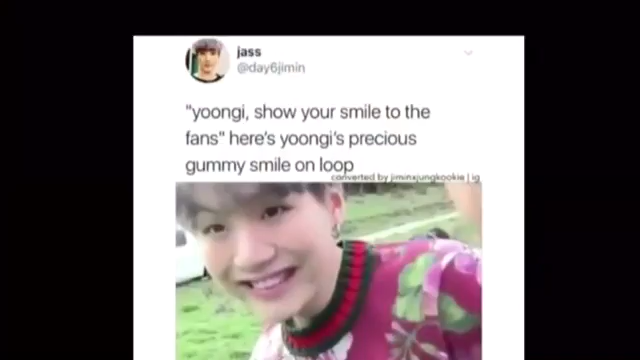 jass
@day6jimin
"yoongi, show your smile to the
fans" here's yoongi's precious
gummy smile on loop
converted by jiminxjungkookie | ig